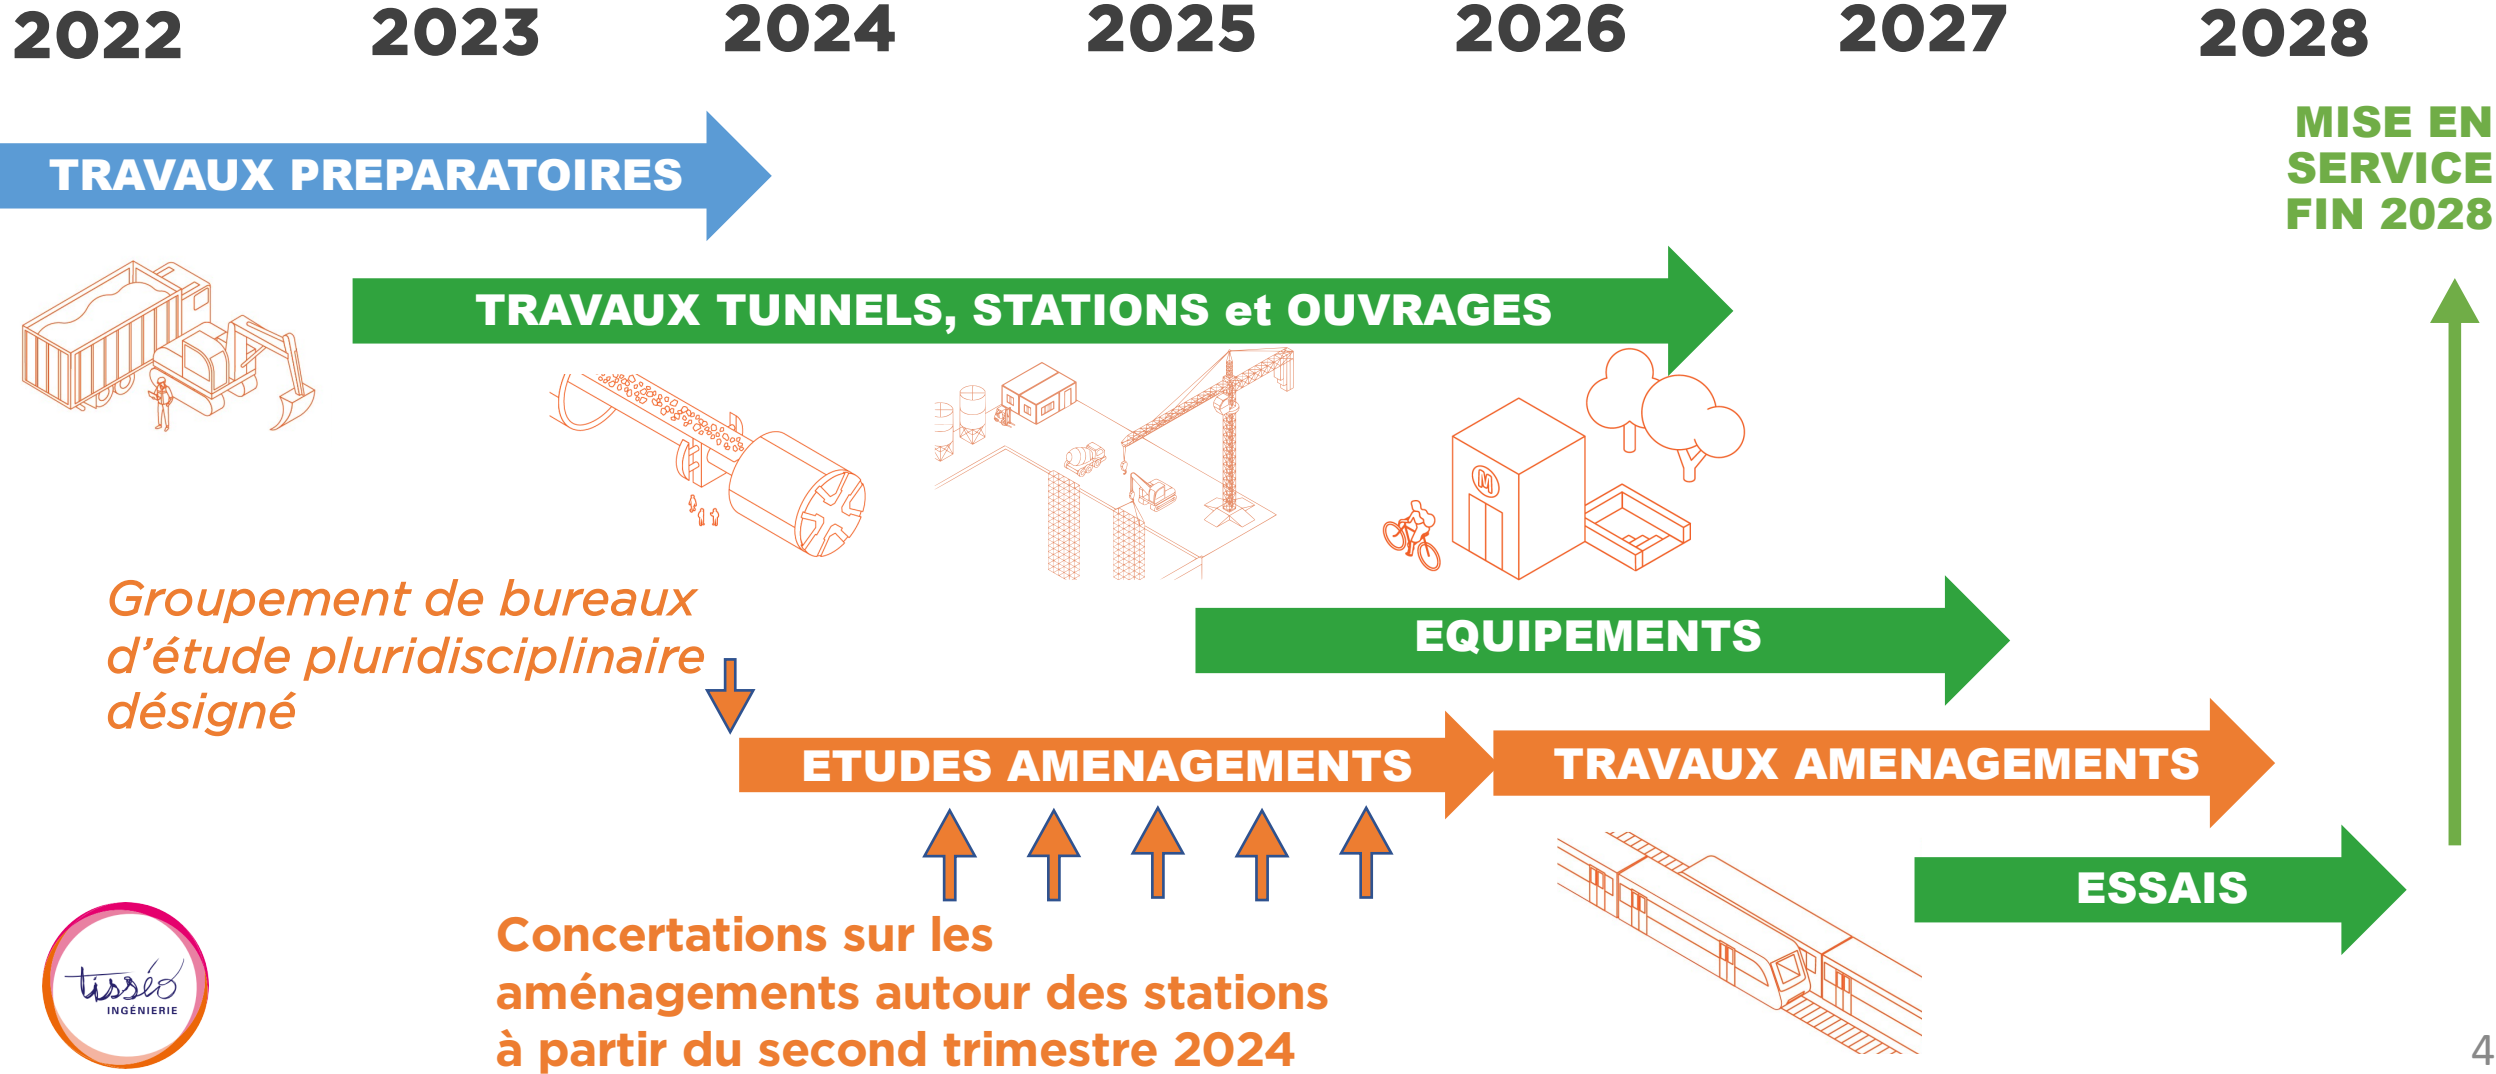 2022 2023 2024 2025 2026 2027 2028
MISE EN
SERVICE
FIN 2028
TRAVAUX PREPARATOIRES
TRAVAUX TUNNELS, STATIONS et OUVRAGES
M
Groupement de bureaux
d'étude pluridisciplinaire
désigné
EQUIPEMENTS
ETUDES AMENAGEMENTS
TRAVAUX AMENAGEMENTS
ESSAIS
Concertations sur les
aménagements autour des stations
à partir du second trimestre 2024
tisséo
INGÉNIERIE
4